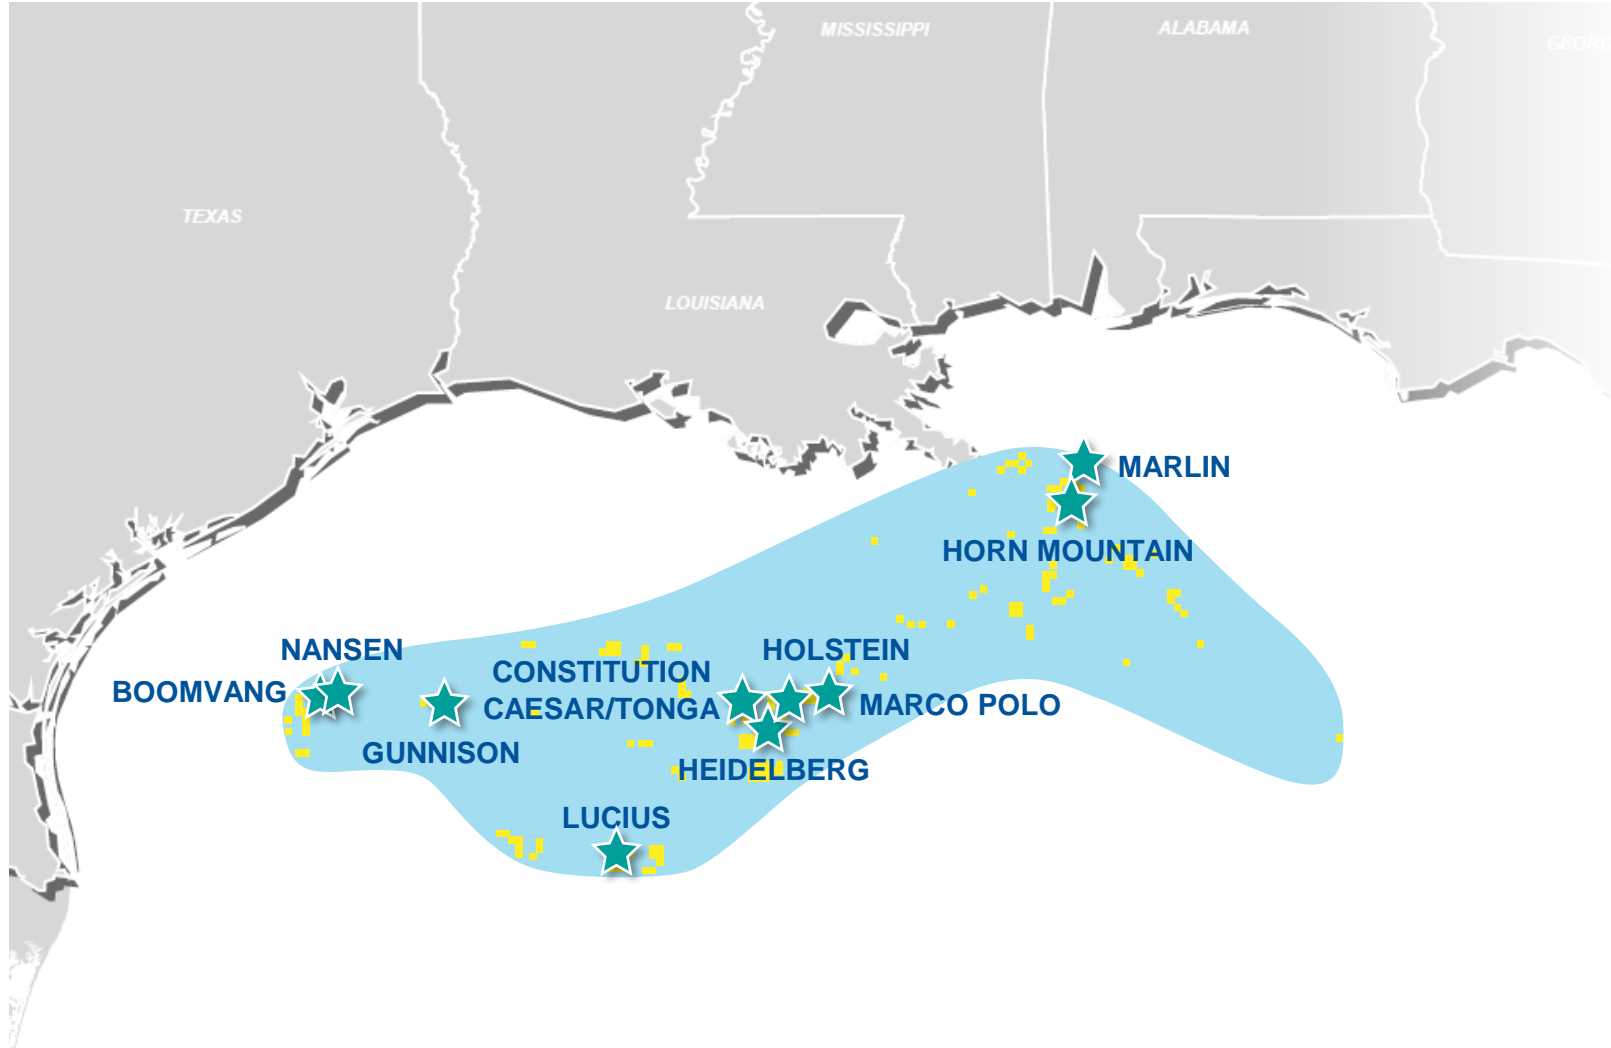 MISSISSIPPI
ALABAMA
TEXAS
LOUISIANA
MARLIN
HORN MOUNTAIN
NANSEN
BOOMVANG
GUNNISON
CONSTITUTION
CAESAR/TONGA
HOLSTEIN
MARCO POLO
HEIDELBERG
LUCIUS